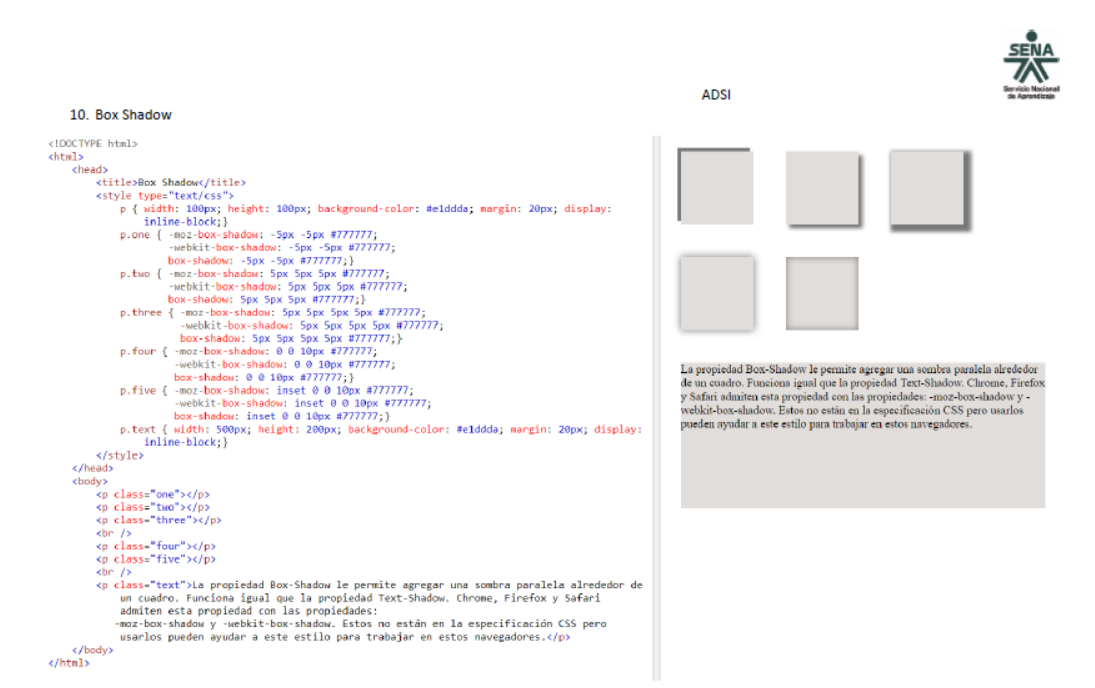 SENA
Servicio Nacional
de Aprendizaje
ADSI
10. Box Shadow
<!DOCTYPE html>
<html>
<head>
<title>Box Shadow</title>
<style type="text/css">
p { width: 100px; height: 100px; background-color: #e1ddda; margin: 20px; display:
inline-block;}
p.one { -moz-box-shadow: -5px -5px #777777;
-webkit-box-shadow: -5px -5px #777777;
box-shadow: -5px -5px #777777;}
p.two { -moz-box-shadow: 5px 5px 5px #777777;
-webkit-box-shadow: 5px 5px 5px #777777;
box-shadow: 5px 5px 5px #777777;}
p.three { -moz-box-shadow: 5px 5px 5px 5px #777777;
-webkit-box-shadow: 5px 5px 5px 5px #777777;
box-shadow: 5px 5px 5px 5px #777777;}
p.four { -moz-box-shadow: 0 0 10px #777777;
-webkit-box-shadow: 0 0 10px #777777;
box-shadow: 0 0 10px #777777;}
p.five { -moz-box-shadow: inset 0 0 10px #777777;
-webkit-box-shadow: inset 0 0 10px #777777;
box-shadow: inset 0 0 10px #777777;}
p.text { width: 500px; height: 200px; background-color: #e1ddda; margin: 20px; display:
inline-block;}
</style>
</head>
<body>
<p class="one"></p>
<p class="two"></p>
<p class="three"></p>
<br />
<p class="four"></p>
<p class="five"></p>
<br />
<p class="text">La propiedad Box-Shadow le permite agregar una sombra paralela alrededor de
un cuadro. Funciona igual que la propiedad Text-Shadow. Chrome, Firefox y Safari
admiten esta propiedad con las propiedades:
-moz-box-shadow y -webkit-box-shadow. Estos no están en la especificación CSS pero
usarlos pueden ayudar a este estilo para trabajar en estos navegadores.</p>
</body>
</html>
La propiedad Box-Shadow le permite agregar una sombra paralela alrededor
de un cuadro. Funciona igual que la propiedad Text-Shadow. Chrome, Firefox
y Safari admiten esta propiedad con las propiedades: -moz-box-shadow y -
webkit-box-shadow. Estos no están en la especificación CSS pero usarlos
pueden ayudar a este estilo para trabajar en estos navegadores.